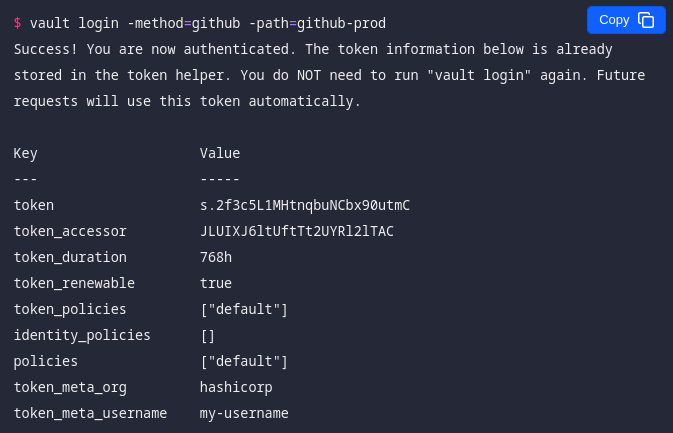 $ vault login -method=github -path=github-prod
Copy
Success! You are now authenticated. The token information below is already
stored in the token helper. You do NOT need to run "vault login" again. Future
requests will use this token automatically.
Key Value
--- -----
token s.2f3c5L1MHtnqbuNCbx90utmC
token_accessor JLUIXJ6ltUftTt2UYRl2lTAC
token_duration 768h
token_renewable true
token_policies ["default"]
identity_policies []
policies ["default"]
token_meta_org hashicorp
token_meta_username my-username